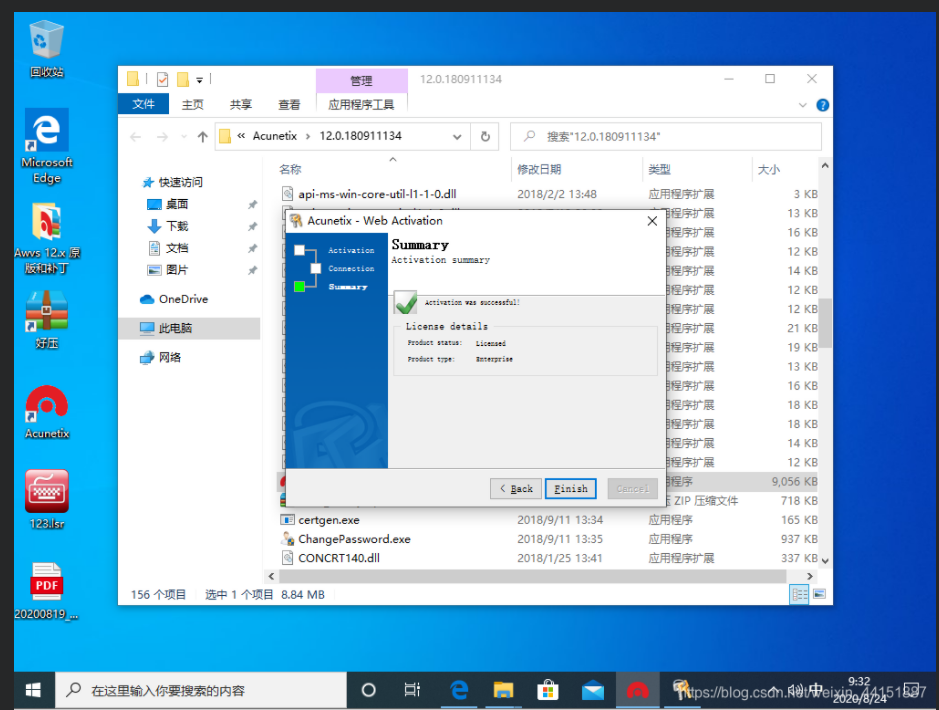 回收站
Microsoft
Edge
Awvs 12.x 原
版和补丁
好压
Acunetix
123.lsr
PDF
20200819_...
管理
12.0.180911134
文件
主页
共享
查看
应用程序工具
« Acunetix › 12.0.180911134
搜索"12.0.180911134"
快速访问
桌面
下载
文档
图片
OneDrive
此电脑
网络
名称
修改日期
类型
大小
api-ms-win-core-util-l1-1-0.dll 2018/2/2 13:48 应用程序扩展 3 KB
用程序扩展 13 KB
用程序扩展 16 KB
用程序扩展 12 KB
用程序扩展 14 KB
用程序扩展 12 KB
用程序扩展 12 KB
用程序扩展 21 KB
用程序扩展 19 KB
用程序扩展 13 KB
用程序扩展 16 KB
用程序扩展 18 KB
用程序扩展 18 KB
用程序扩展 14 KB
用程序扩展 12 KB
用程序 9,056 KB
ZIP 压缩文件 718 KB
certgen.exe 2018/9/11 13:34 应用程序 165 KB
ChangePassword.exe 2018/9/11 13:35 应用程序 937 KB
CONCRT140.dll 2018/1/25 13:41 应用程序扩展 337 KB
156 个项目 选中 1 个项目 8.84 MB
Acunetix - Web Activation
Activation
Connection
Summary
Summary
Activation summary
Activation was successful!
License details
Product status: Licensed
Product type: Enterprise
< Back
Finish
Cancel
在这里输入你要搜索的内容
中
9:32
2020/8/24
https://blog.csdn.net/weixin_44151887